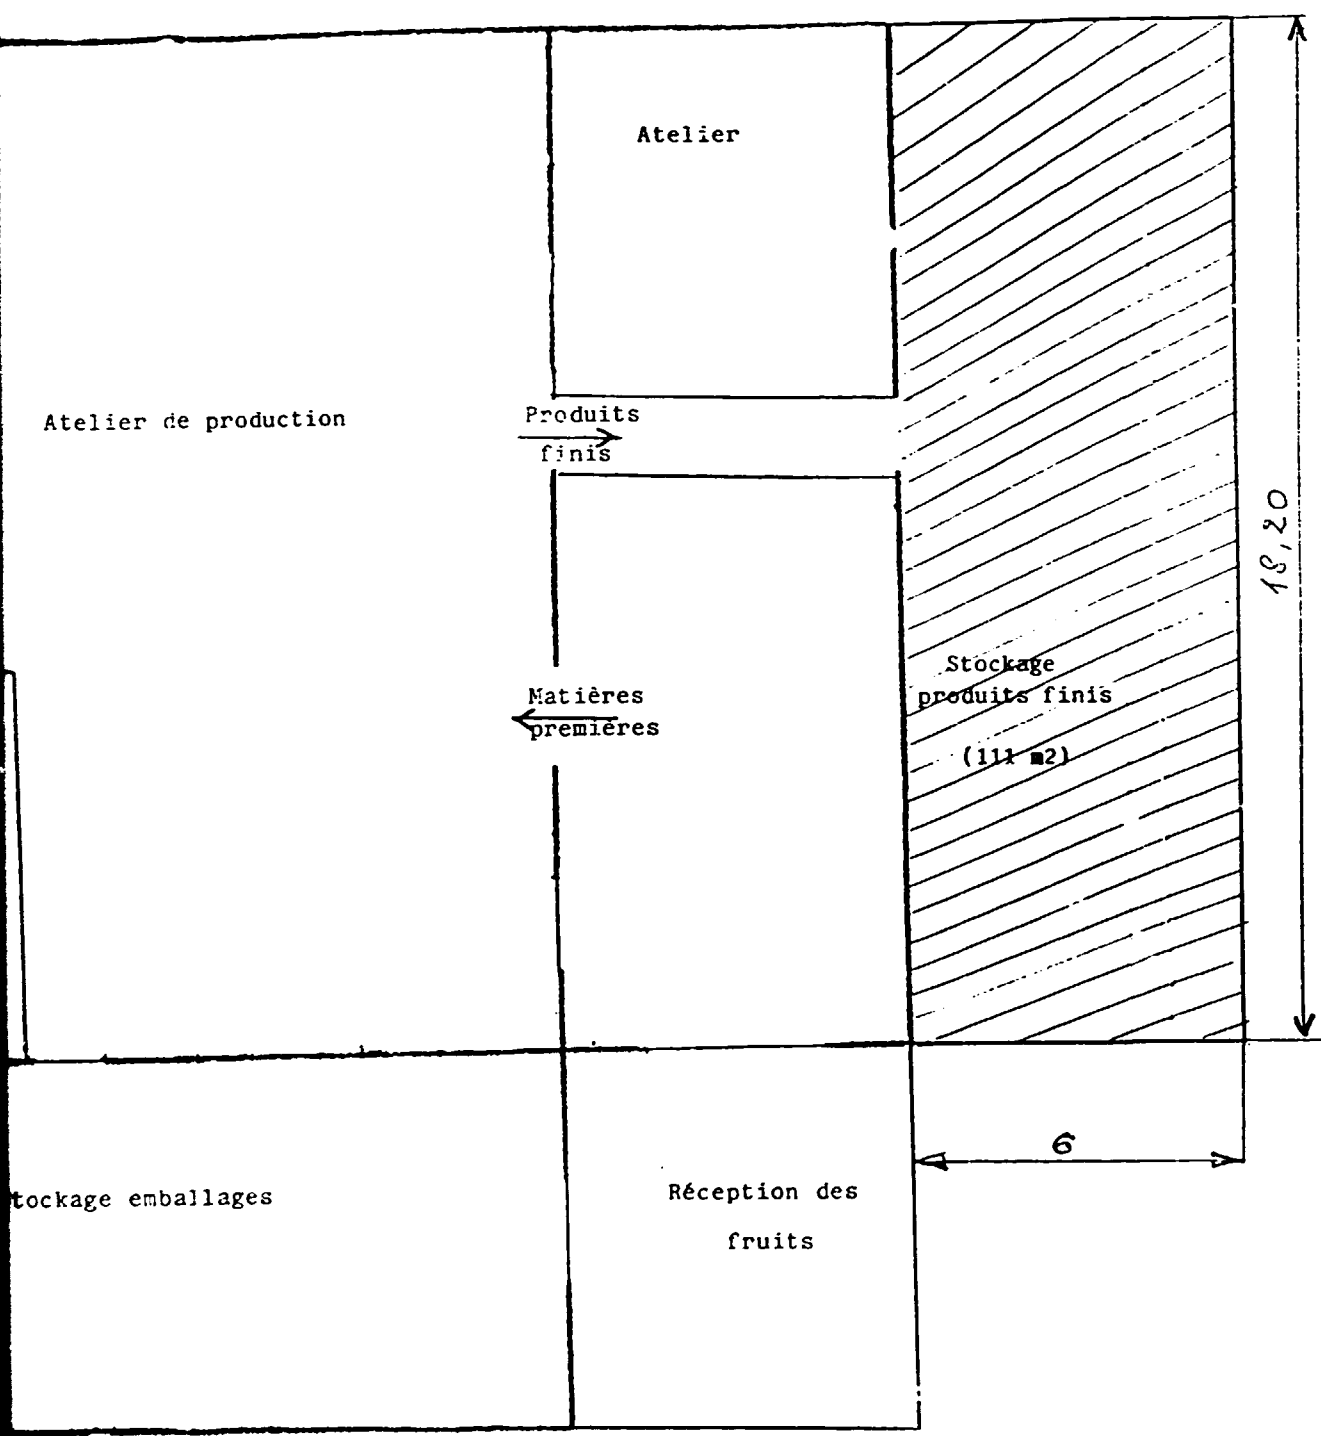 Atelier
Atelier de production
Produits
finis
18,20
Stockage
produits finis
(111 m2)
Matières
premières
6
tockage emballages
Réception des
fruits